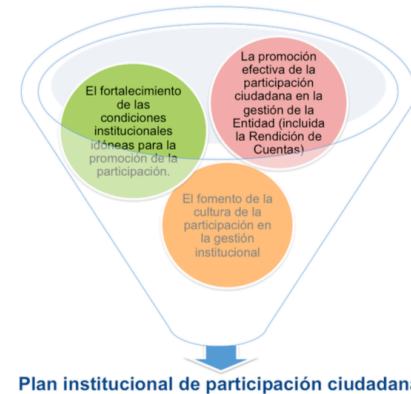 El fortalecimiento
de las
condiciones
institucionales
idóneas para la
promoción de la
participación.
La promoción
efectiva de la
participación
ciudadana en la
gestión de la
Entidad (incluida
la Rendición de
Cuentas)
El fomento de la
cultura de la
participación en
la gestión
institucional
Plan institucional de participación ciudadana